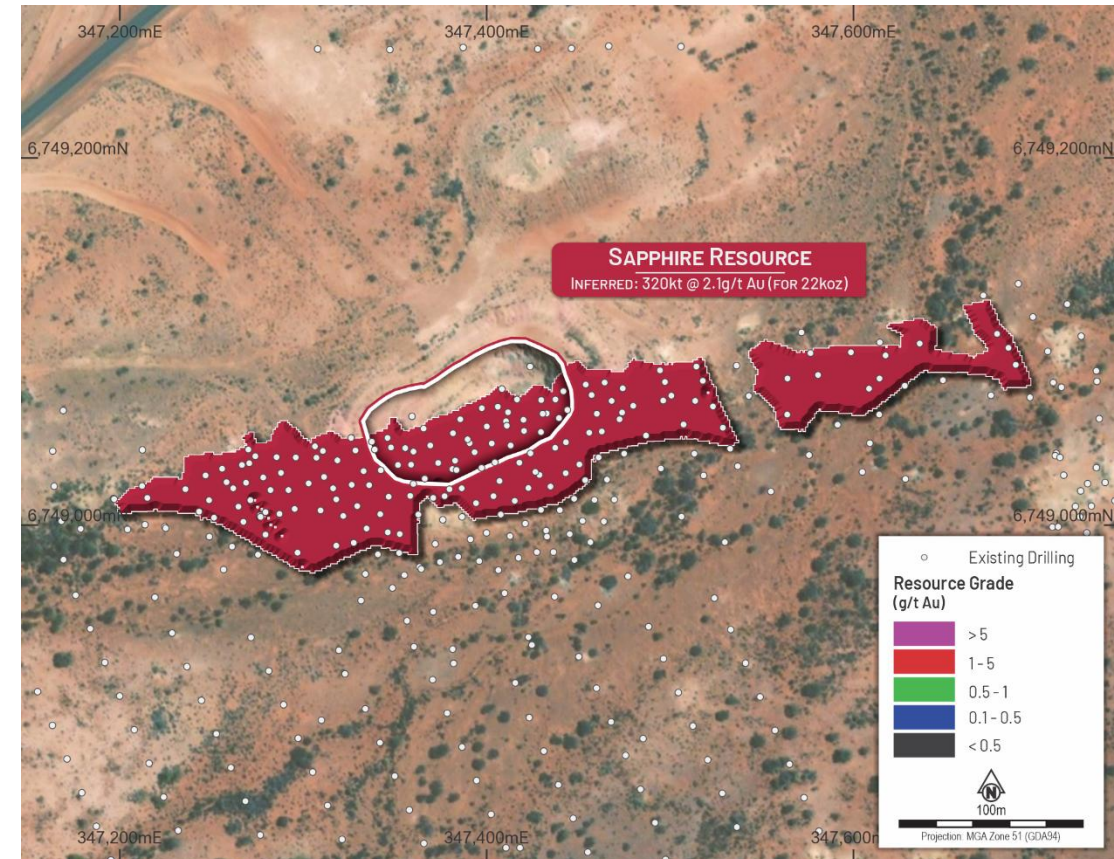 347,200mE 347,400mE 347,600mE
6,749,200mN 6,749,200mN
SAPPHIRE RESOURCE
INFERRED: 320kt @ 2.1g/t Au (FOR 22koz)
6,749,000mN 6,749,000mN
Existing Drilling
Resource Grade
(g/t Au)
> 5
1 - 5
0.5 - 1
0.1 - 0.5
< 0.5
N
100m
Projection: MGA Zone 51 (GDA94)
347,200mE 347,400mE 347,600